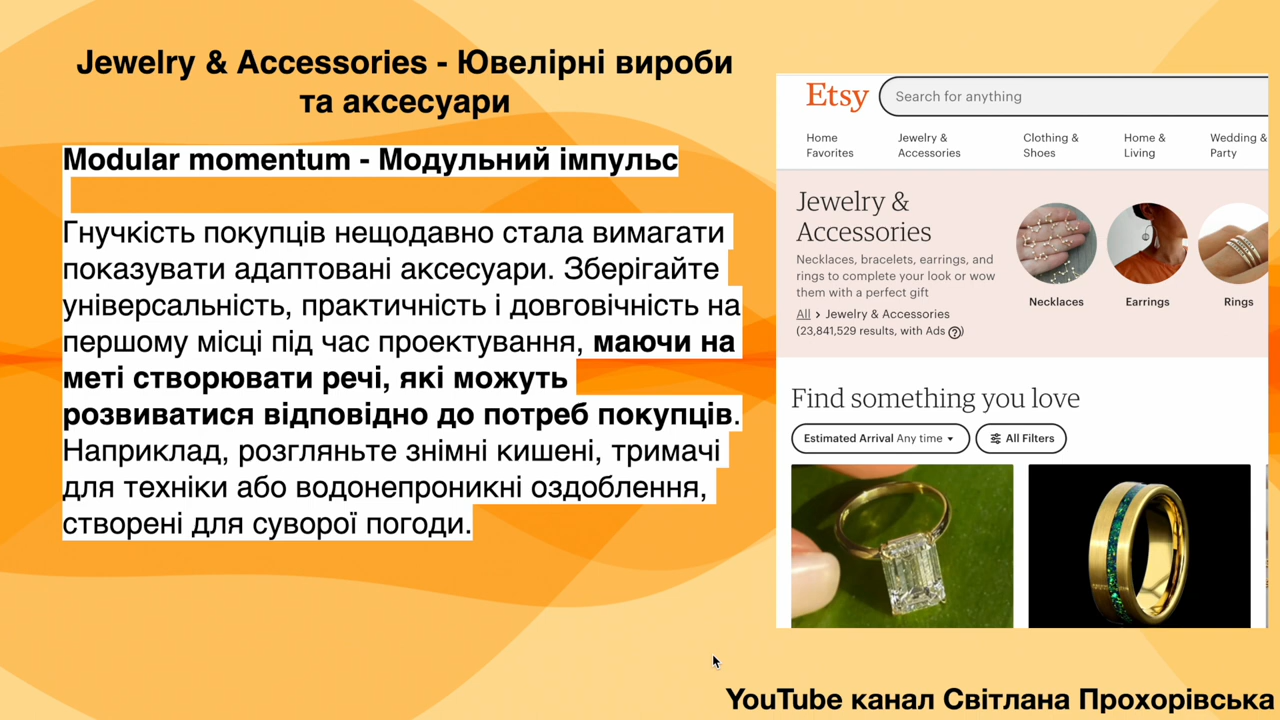 Jewelry & Accessories - Ювелірні вироби
та аксесуари
Modular momentum - Модульний імпульс
Гнучкість покупців нещодавно стала вимагати
показувати адаптовані аксесуари. Зберігайте
універсальність, практичність і довговічність на
першому місці під час проектування, маючи на
меті створювати речі, які можуть
розвиватися відповідно до потреб покупців.
Наприклад, розгляньте знімні кишені, тримачі
для техніки або водонепроникні оздоблення,
створені для суворої погоди.
Etsy
Search for anything
Home
Favorites
Jewelry &
Accessories
Clothing &
Shoes
Home &
Living
Wedding &
Party
Jewelry &
Accessories
Necklaces, bracelets, earrings, and
rings to complete your look or wow
them with a perfect gift
All > Jewelry & Accessories
(23,841,529 results, with Ads ?)
Necklaces
Earrings
Rings
Find something you love
Estimated Arrival Any time
All Filters
YouTube канал Світлана Прохорівська